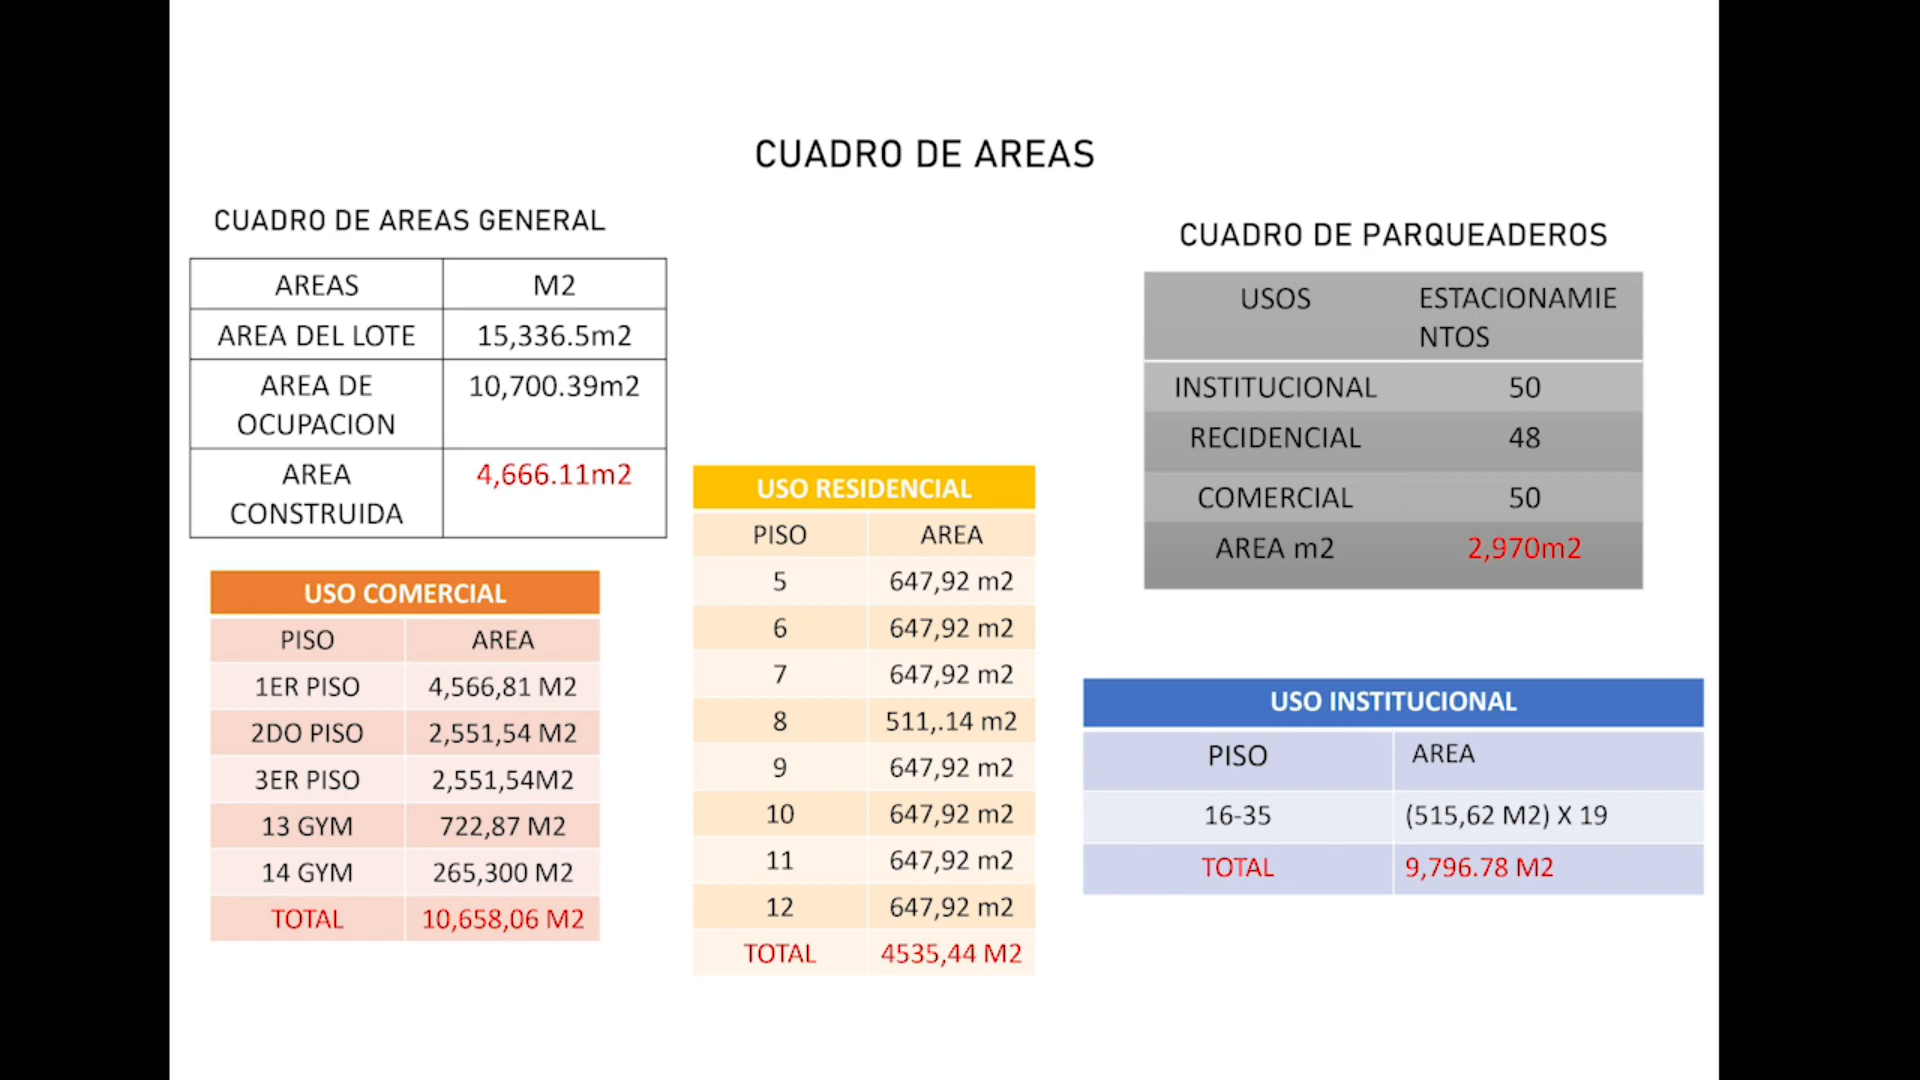 CUADRO DE AREAS
CUADRO DE AREAS GENERAL
AREAS M2
AREA DEL LOTE 15,336.5m2
AREA DE 10,700.39m2
OCUPACION
AREA 4,666.11m2
CONSTRUIDA
USO COMERCIAL
PISO AREA
1ER PISO 4,566,81 M2
2DO PISO 2,551,54 M2
3ER PISO 2,551,54M2
13 GYM 722,87 M2
14 GYM 265,300 M2
TOTAL 10,658,06 M2
USO RESIDENCIAL
PISO AREA
5 647,92 m2
6 647,92 m2
7 647,92 m2
8 511,.14 m2
9 647,92 m2
10 647,92 m2
11 647,92 m2
12 647,92 m2
TOTAL 4535,44 M2
CUADRO DE PARQUEADEROS
USOS ESTACIONAMIE
NTOS
INSTITUCIONAL 50
RECIDENCIAL 48
COMERCIAL 50
AREA m2 2,970m2
USO INSTITUCIONAL
PISO AREA
16-35 (515,62 M2) X 19
TOTAL 9,796.78 M2